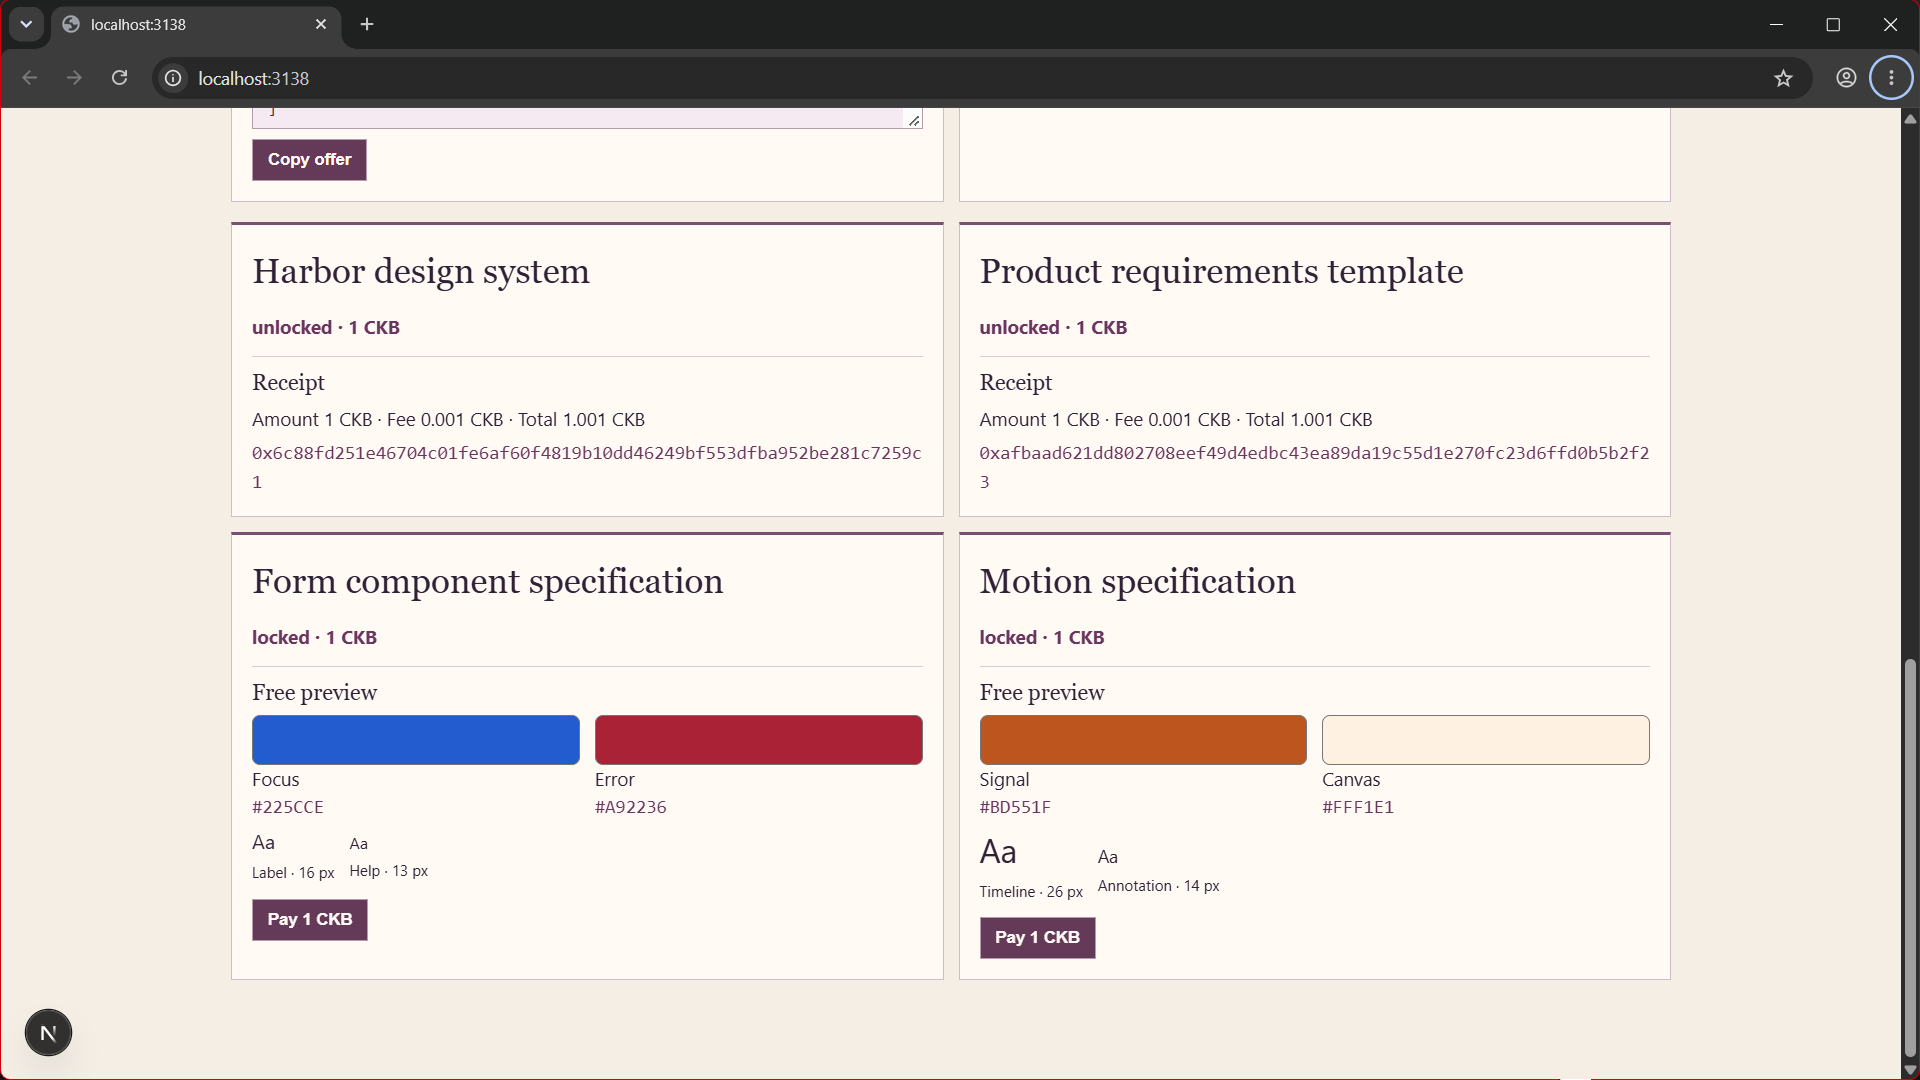 localhost:3138
localhost:3138
]
Copy offer
Harbor design system
unlocked · 1 CKB
Receipt
Amount 1 CKB · Fee 0.001 CKB · Total 1.001 CKB
0x6c88fd251e46704c01fe6af60f4819b10dd46249bf553dfba952be281c7259c
1
Product requirements template
unlocked · 1 CKB
Receipt
Amount 1 CKB · Fee 0.001 CKB · Total 1.001 CKB
0xafbaad621dd802708eef49d4edbc43ea89da19c55d1e270fc23d6ffd0b5b2f2
3
Form component specification
locked · 1 CKB
Free preview
Focus
#225CCE
Error
#A92236
Aa
Label · 16 px
Aa
Help · 13 px
Pay 1 CKB
Motion specification
locked · 1 CKB
Free preview
Signal
#BD551F
Canvas
#FFF1E1
Aa
Timeline · 26 px
Aa
Annotation · 14 px
Pay 1 CKB
N